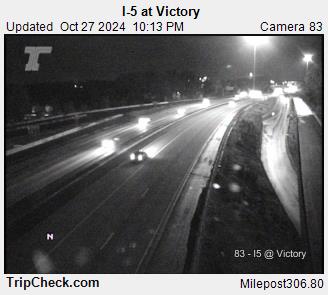 I-5 at Victory
Updated Oct 27 2024 10:13 PM Camera 83
T
N
83 - I5 @ Victory
TripCheck.com Milepost306.80